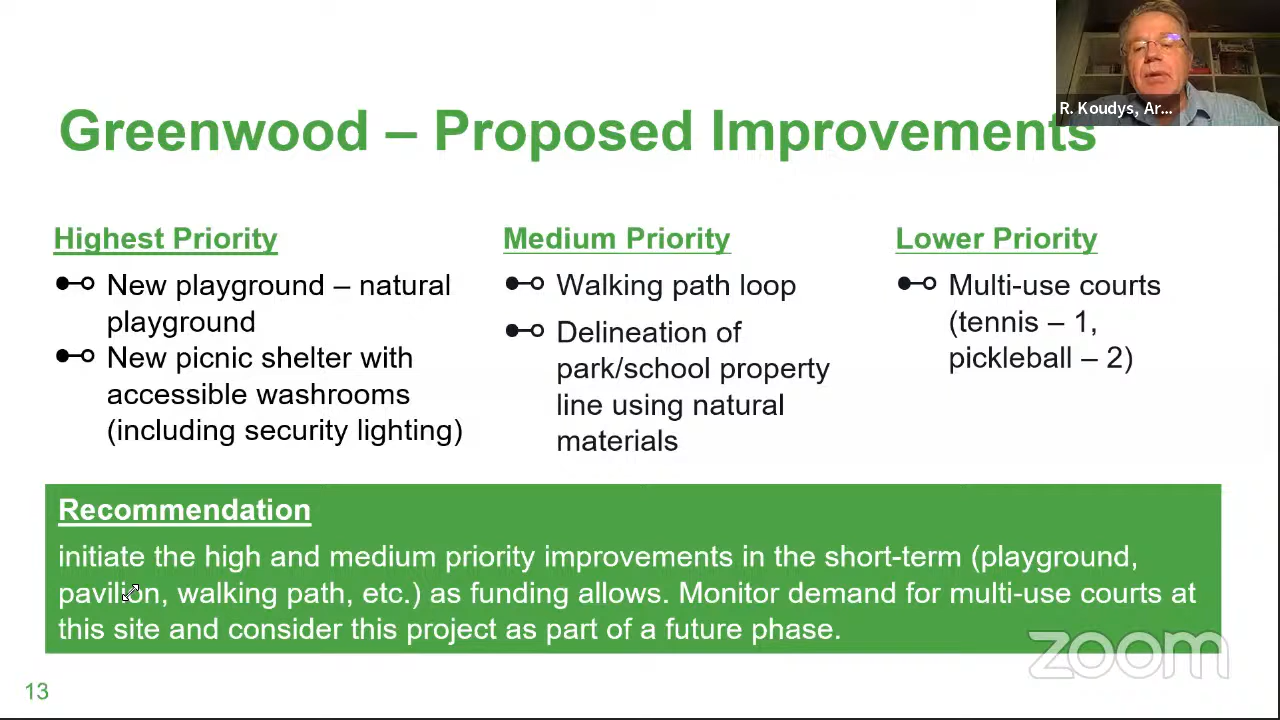 R. Koudys, Ar...
Greenwood – Proposed Improvements
Highest Priority
New playground – natural
playground
New picnic shelter with
accessible washrooms
(including security lighting)
Medium Priority
Walking path loop
Delineation of
park/school property
line using natural
materials
Lower Priority
Multi-use courts
(tennis – 1,
pickleball – 2)
Recommendation
initiate the high and medium priority improvements in the short-term (playground,
pavilion, walking path, etc.) as funding allows. Monitor demand for multi-use courts at
this site and consider this project as part of a future phase.
zoom
13